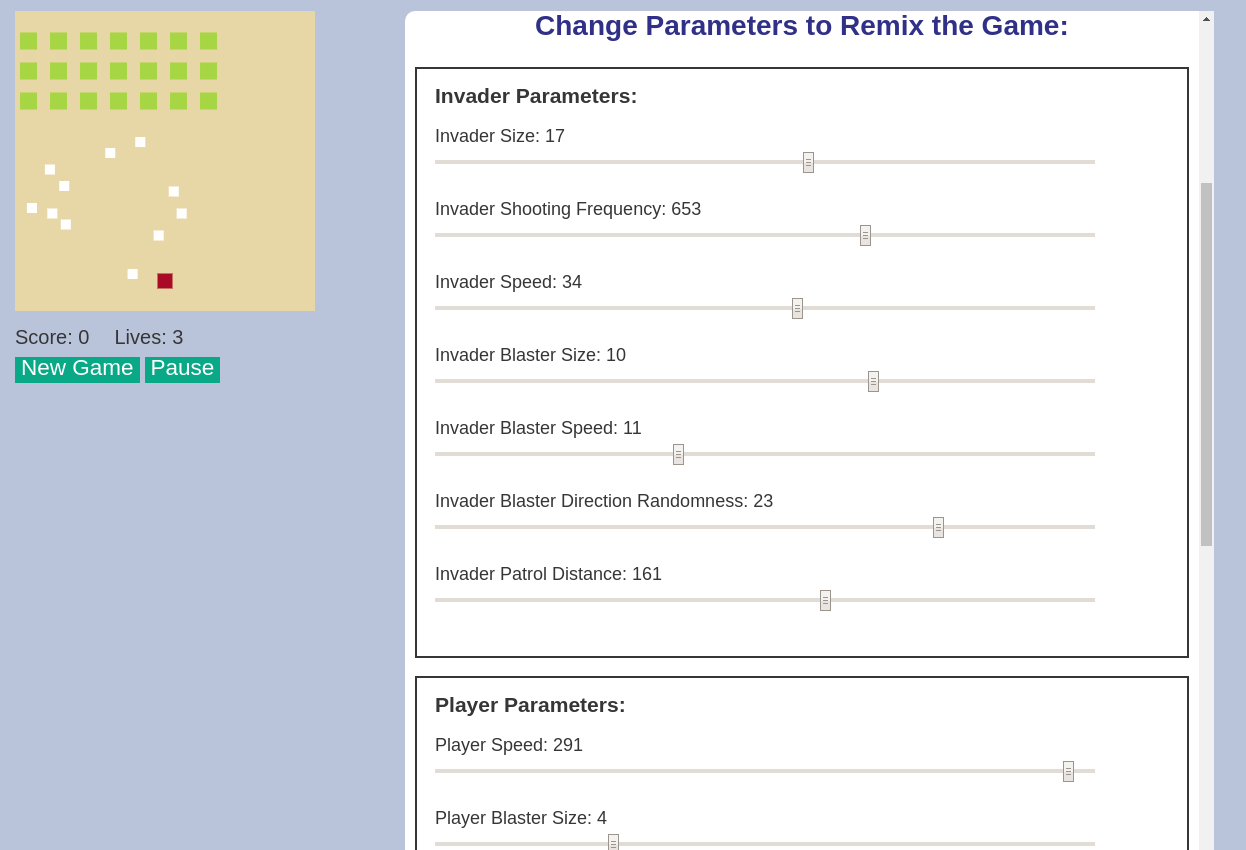 Change Parameters to Remix the Game:
Invader Parameters:
Invader Size: 17
Invader Shooting Frequency: 653
Invader Speed: 34
Score: 0 Lives: 3
New Game Pause
Invader Blaster Size: 10
Invader Blaster Speed: 11
Invader Blaster Direction Randomness: 23
Invader Patrol Distance: 161
Player Parameters:
Player Speed: 291
Player Blaster Size: 4